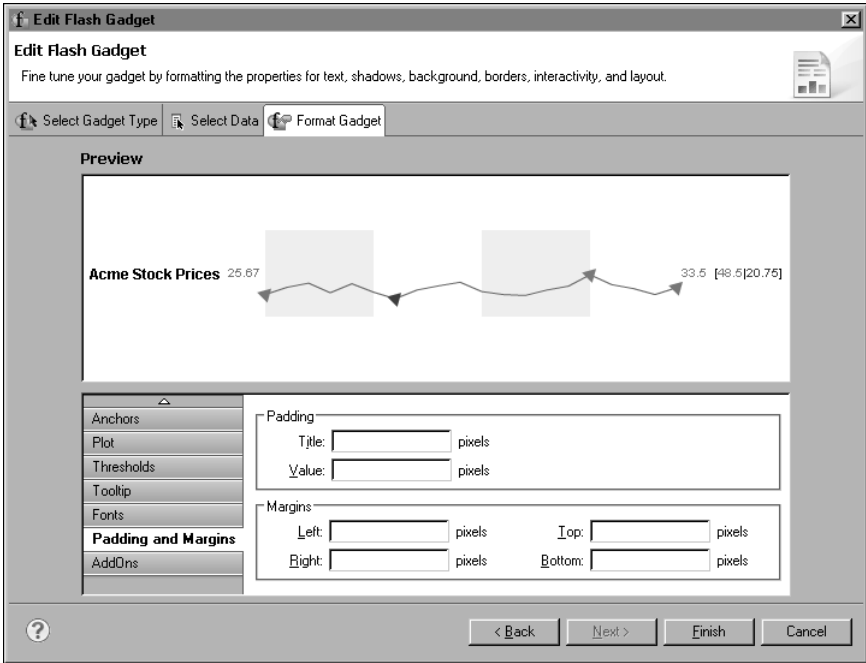 Edit Flash Gadget
Edit Flash Gadget
Fine tune your gadget by formatting the properties for text, shadows, background, borders, interactivity, and layout.
Select Gadget Type Select Data Format Gadget
Preview
Acme Stock Prices 25.67 33.5 [48.5|20.75]
Anchors
Plot
Thresholds
Tooltip
Fonts
Padding and Margins
AddOns
Padding
Title: pixels
Value: pixels
Margins
Left: pixels Top: pixels
Right: pixels Bottom: pixels
? < Back Next > Finish Cancel